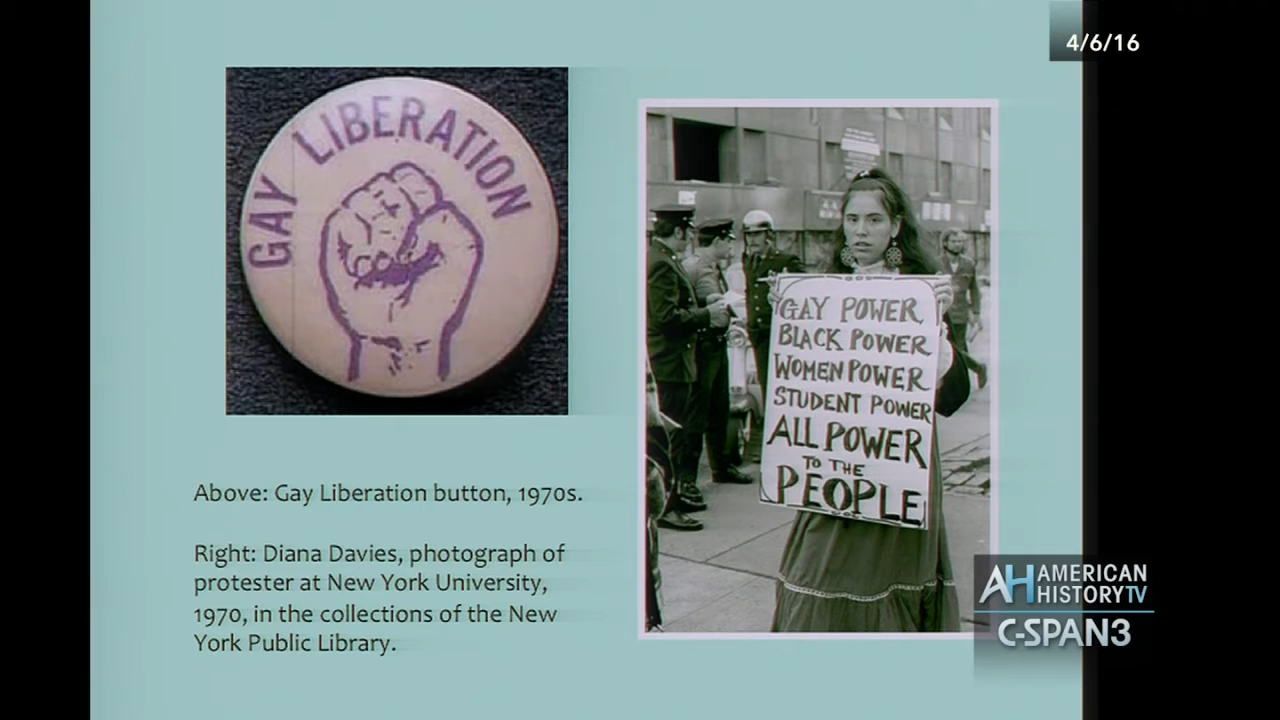 4/6/16
GAY LIBERATION
GAY POWER
BLACK POWER
WOMEN POWER
STUDENT POWER
ALL POWER
TO THE
PEOPLE
Above: Gay Liberation button, 1970s.
Right: Diana Davies, photograph of
protester at New York University,
1970, in the collections of the New
York Public Library.
AH AMERICAN
HISTORYTV
C-SPAN3